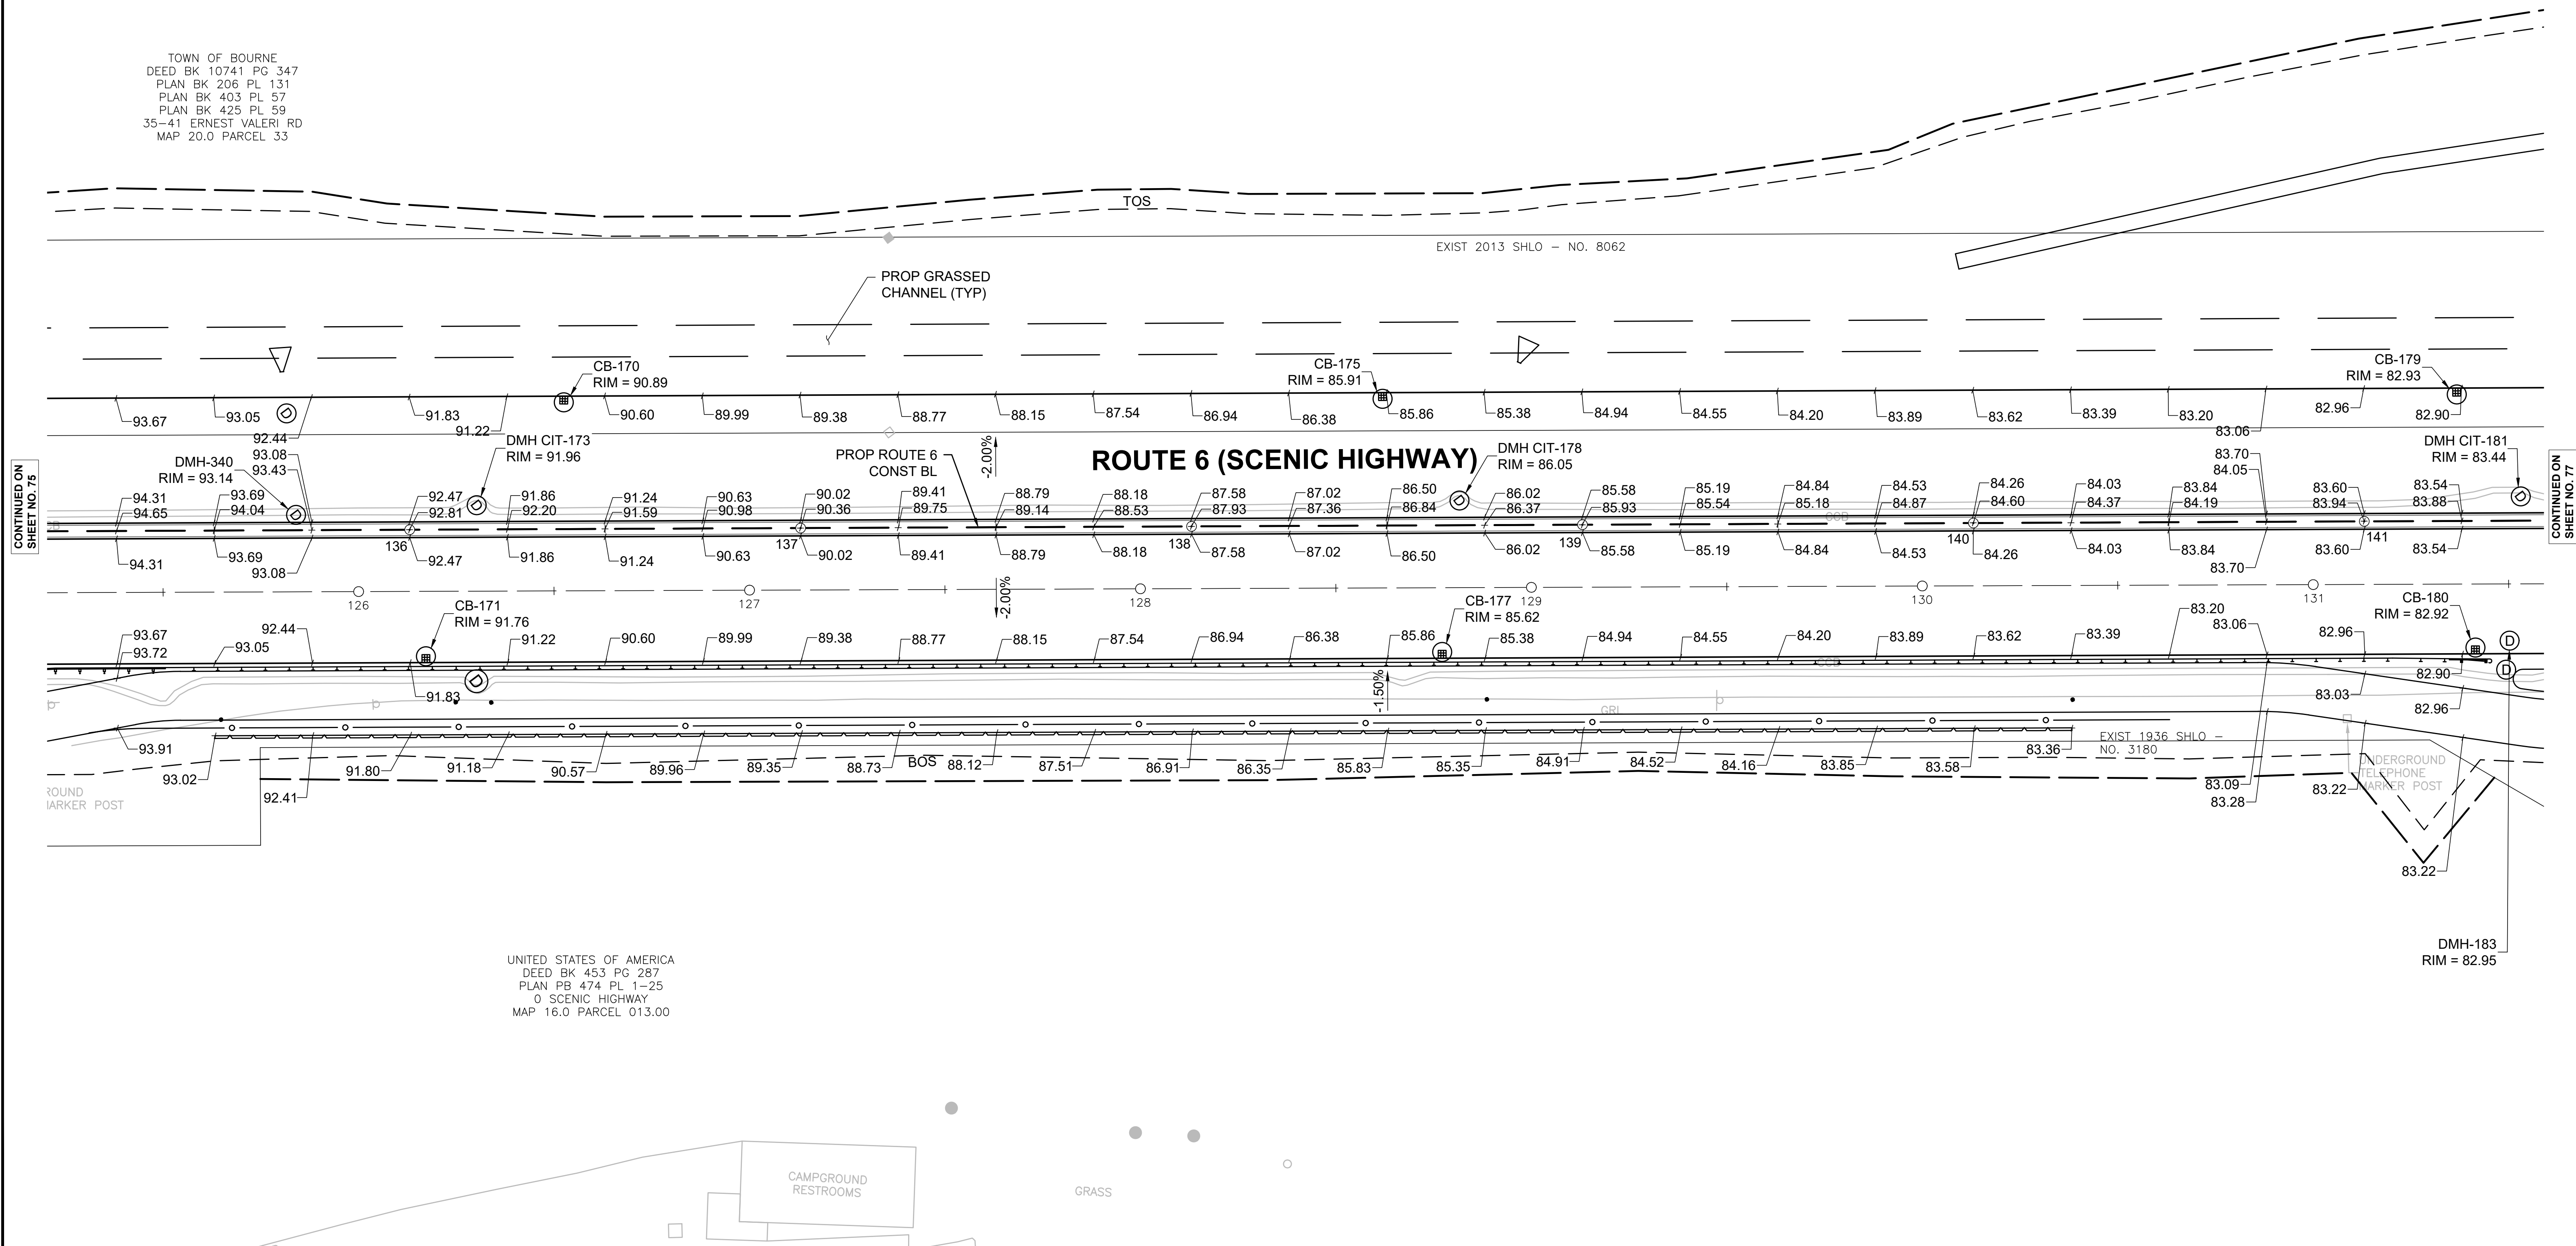 TOWN OF BOURNE
DEED BK 10741 PG 347
PLAN BK 206 PL 131
PLAN BK 403 PL 57
PLAN BK 425 PL 59
35-41 ERNEST VALERI RD
MAP 20.0 PARCEL 33
TOS
EXIST 2013 SHLO - NO. 8062
PROP GRASSED
CHANNEL (TYP)
CB-170
RIM = 90.89
CB-175
RIM = 85.91
CB-179
RIM = 82.93
93.67 93.05 92.44 91.83 91.22 90.60 89.99 89.38 88.77 88.15 87.54 86.94 86.38 85.86 85.38 84.94 84.55 84.20 83.89 83.62 83.39 83.20 83.06 82.96 82.90
CONTINUED ON
SHEET NO. 75
DMH-340
RIM = 93.14
DMH CIT-173
RIM = 91.96
PROP ROUTE 6
CONST BL
-2.00%
ROUTE 6 (SCENIC HIGHWAY)
DMH CIT-178
RIM = 86.05
DMH CIT-181
RIM = 83.44
CONTINUED ON
SHEET NO. 77
94.31 93.69 93.08 92.47 91.86 91.24 90.63 90.02 89.41 88.79 88.18 87.58 87.02 86.50 86.02 85.58 85.19 84.84 84.53 84.26 84.03 83.84 83.70 83.60 83.54
94.65 94.04 93.43 92.81 92.20 91.59 90.98 90.36 89.75 89.14 88.53 87.93 87.36 86.84 86.37 85.93 85.54 85.18 84.87 84.60 84.37 84.19 84.05 83.94 83.88
136 137 138 139 140 141
94.31 93.69 93.08 92.47 91.86 91.24 90.63 90.02 89.41 88.79 88.18 87.58 87.02 86.50 86.02 85.58 85.19 84.84 84.53 84.26 84.03 83.84 83.70 83.60 83.54
126 127 128 129 130 131
-2.00%
CB-171
RIM = 91.76
CB-177
RIM = 85.62
CB-180
RIM = 82.92
93.67 93.05 92.44 91.22 90.60 89.99 89.38 88.77 88.15 87.54 86.94 86.38 85.86 85.38 84.94 84.55 84.20 83.89 83.62 83.39 83.20 83.06 82.96
93.72
91.83
82.90
83.03
82.96
-1.50%
GRL
93.91 93.02 92.41 91.80 91.18 90.57 89.96 89.35 88.73 88.12 87.51 86.91 86.35 85.83 85.35 84.91 84.52 84.16 83.85 83.58 83.36
BOS
EXIST 1936 SHLO -
NO. 3180
83.09
83.28
83.22
83.22
UNDERGROUND
TELEPHONE
MARKER POST
ROUND
MARKER POST
DMH-183
RIM = 82.95
UNITED STATES OF AMERICA
DEED BK 453 PG 287
PLAN PB 474 PL 1-25
0 SCENIC HIGHWAY
MAP 16.0 PARCEL 013.00
CAMPGROUND
RESTROOMS
GRASS